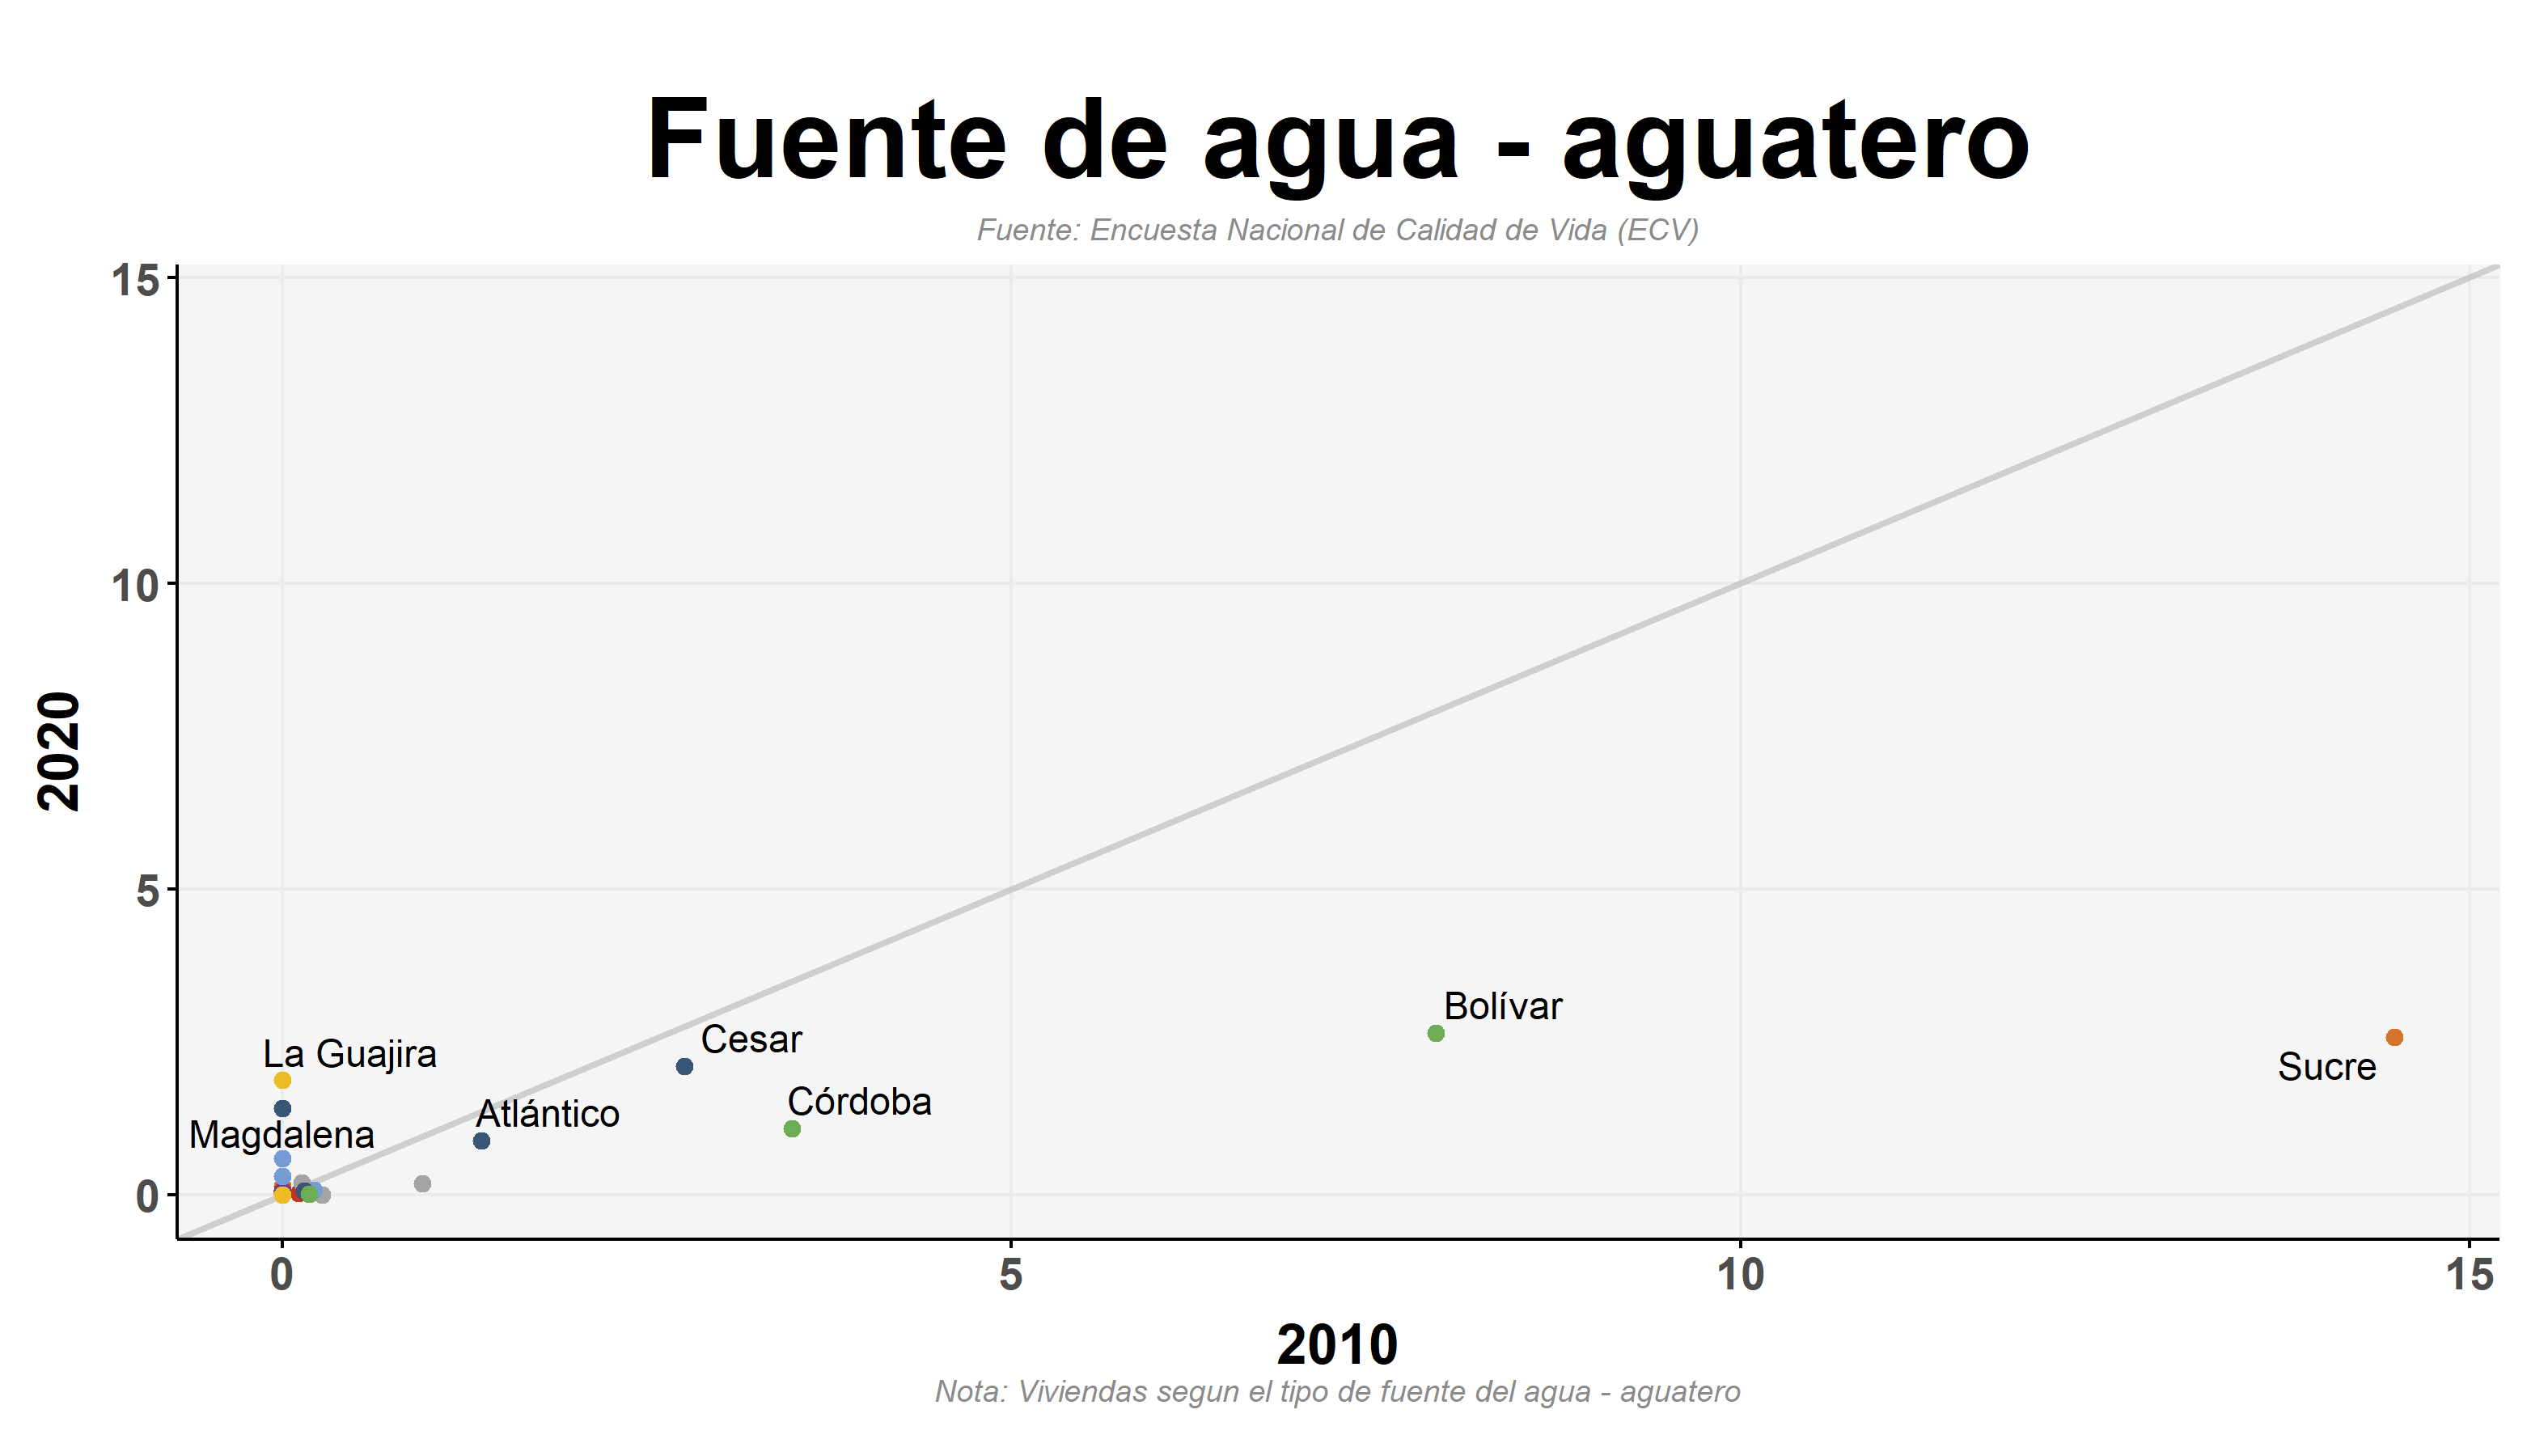 Fuente de agua - aguatero
Fuente: Encuesta Nacional de Calidad de Vida (ECV)
15
10
5
0
2020
La Guajira
Magdalena
Atlántico
Cesar
Córdoba
Bolívar
Sucre
0
5
10
15
2010
Nota: Viviendas segun el tipo de fuente del agua - aguatero